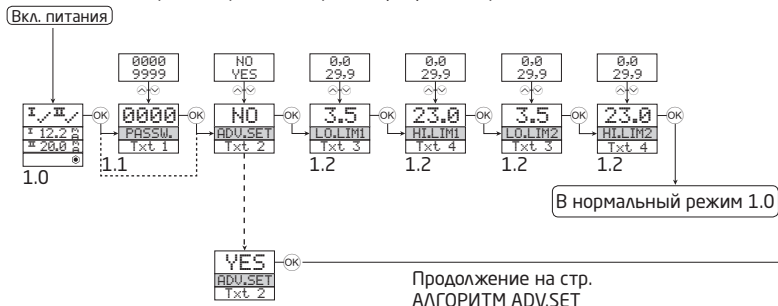 Вкл. питания
0000
9999
NO
YES
0,0
29,9
0,0
29,9
0,0
29,9
0,0
29,9
I/II/
I 12.2
II 20.0
1.0
OK
0000
PASSW.
Txt 1
1.1
OK
NO
ADV.SET
Txt 2
OK
3.5
LO.LIM1
Txt 3
1.2
OK
23.0
HI.LIM1
Txt 4
1.2
OK
3.5
LO.LIM2
Txt 3
1.2
OK
23.0
HI.LIM2
Txt 4
1.2
OK
В нормальный режим 1.0
YES
ADV.SET
Txt 2
OK
Продолжение на стр.
АЛГОРИТМ ADV.SET